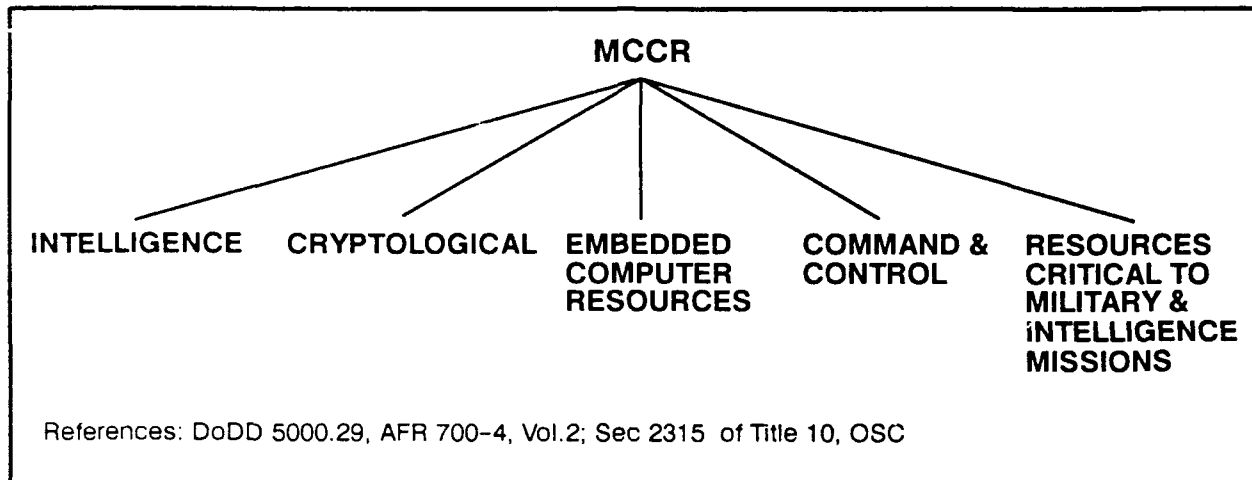 MCCR
INTELLIGENCE
CRYPTOLOGICAL
EMBEDDED
COMPUTER
RESOURCES
COMMAND &
CONTROL
RESOURCES
CRITICAL TO
MILITARY &
INTELLIGENCE
MISSIONS
References: DoDD 5000.29, AFR 700-4, Vol.2; Sec 2315 of Title 10, OSC